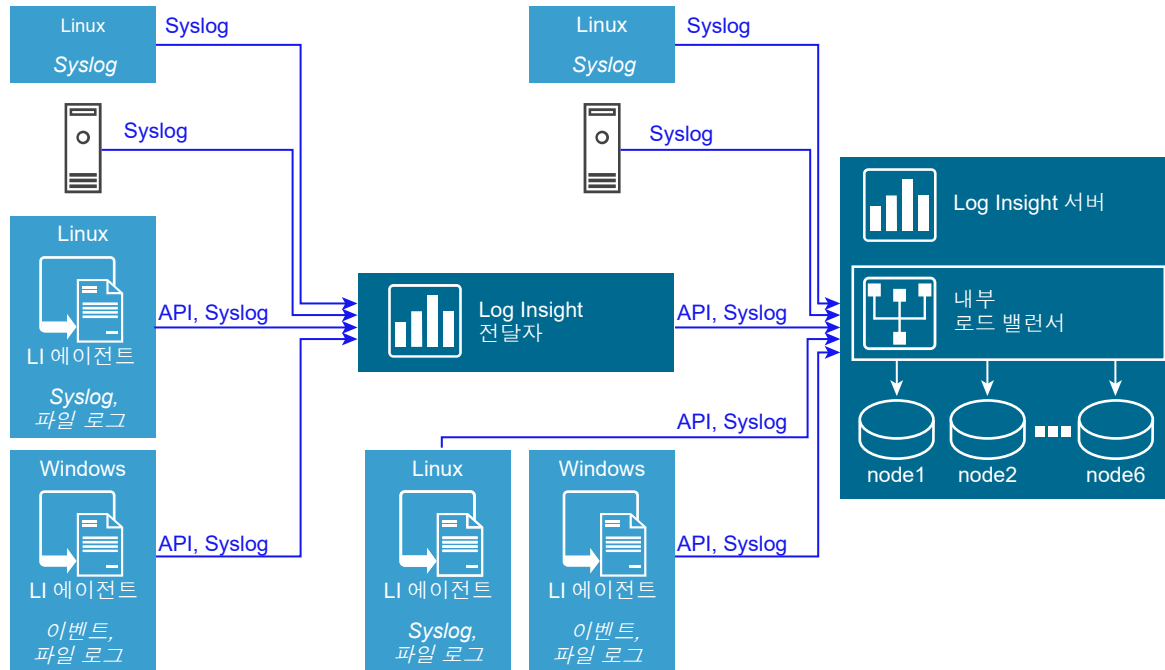 Linux
Syslog
Syslog
Syslog
Linux
LI 에이전트
Syslog,
파일 로그
API, Syslog
Windows
LI 에이전트
이벤트,
파일 로그
API, Syslog
Log Insight
전달자
API, Syslog
Linux
Syslog
Syslog
Syslog
Linux
LI 에이전트
Syslog,
파일 로그
API, Syslog
Windows
LI 에이전트
이벤트,
파일 로그
API, Syslog
Log Insight 서버
내부
로드 밸런서
node1
node2
node6